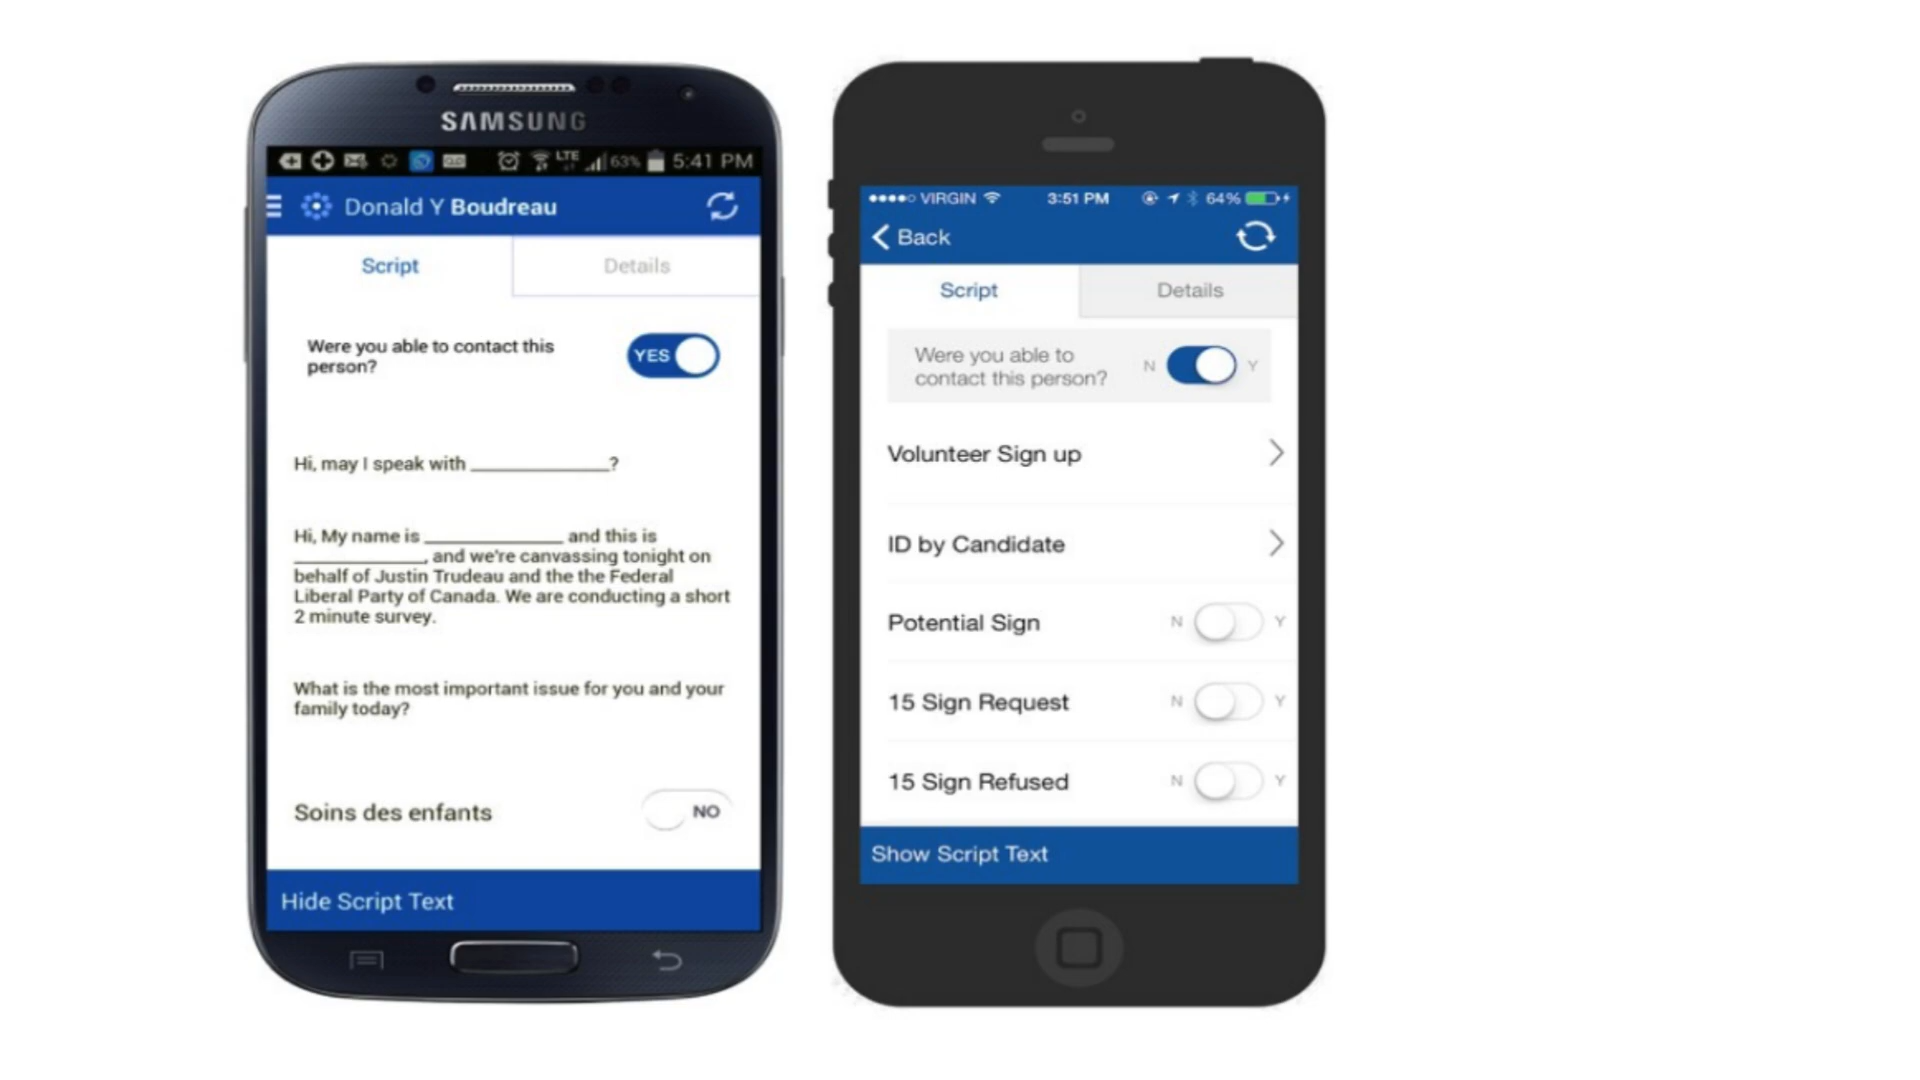 SAMSUNG
LTE 63% 5:41 PM
Donald Y Boudreau
Script Details
Were you able to contact this
person?
YES
Hi, may I speak with ______________?
Hi, My name is ______________ and this is
______________, and we're canvassing tonight on
behalf of Justin Trudeau and the the Federal
Liberal Party of Canada. We are conducting a short
2 minute survey.
What is the most important issue for you and your
family today?
Soins des enfants NO
Hide Script Text
VIRGIN 3:51 PM 64%
Back
Script Details
Were you able to
contact this person?
N Y
Volunteer Sign up
ID by Candidate
Potential Sign N Y
15 Sign Request N Y
15 Sign Refused N Y
Show Script Text